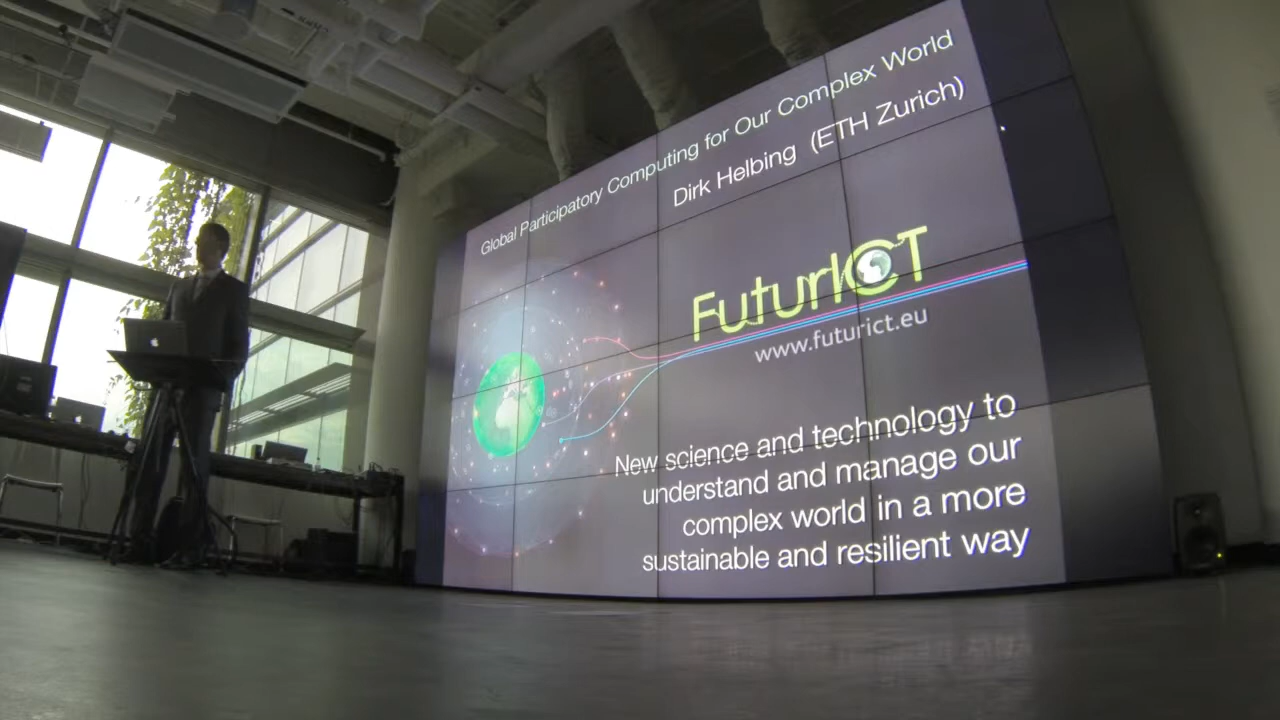 Global Participatory Computing for Our Complex World
Dirk Helbing (ETH Zurich)
FuturICT
www.futurict.eu
New science and technology to
understand and manage our
complex world in a more
sustainable and resilient way